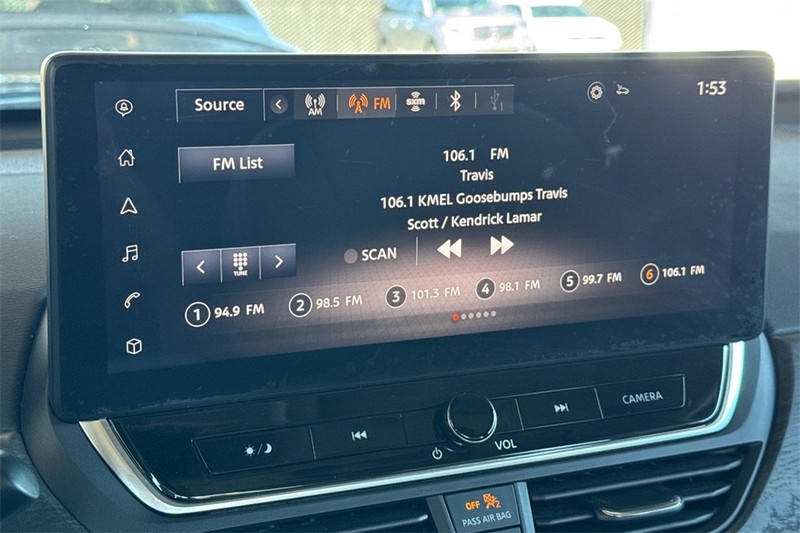 Source
AM
FM
sxm
1
1:53
FM List
106.1 FM
Travis
106.1 KMEL Goosebumps Travis
Scott / Kendrick Lamar
TUNE
SCAN
1 94.9 FM
2 98.5 FM
3 101.3 FM
4 98.1 FM
5 99.7 FM
6 106.1 FM
VOL
CAMERA
OFF 2
PASS AIR BAG